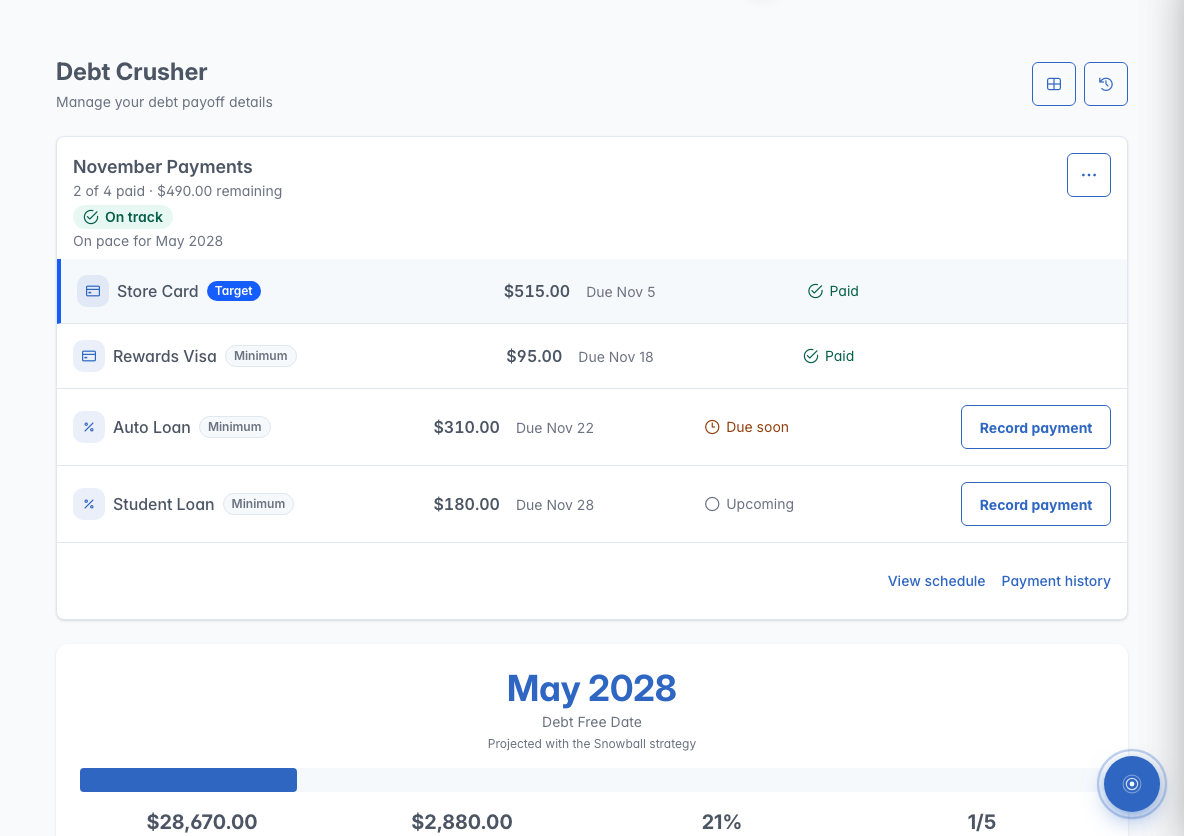 Debt Crusher
Manage your debt payoff details
November Payments
2 of 4 paid · $490.00 remaining
On track
On pace for May 2028
Store Card Target $515.00 Due Nov 5 Paid
Rewards Visa Minimum $95.00 Due Nov 18 Paid
Auto Loan Minimum $310.00 Due Nov 22 Due soon Record payment
Student Loan Minimum $180.00 Due Nov 28 Upcoming Record payment
View schedule Payment history
May 2028
Debt Free Date
Projected with the Snowball strategy
$28,670.00 $2,880.00 21% 1/5